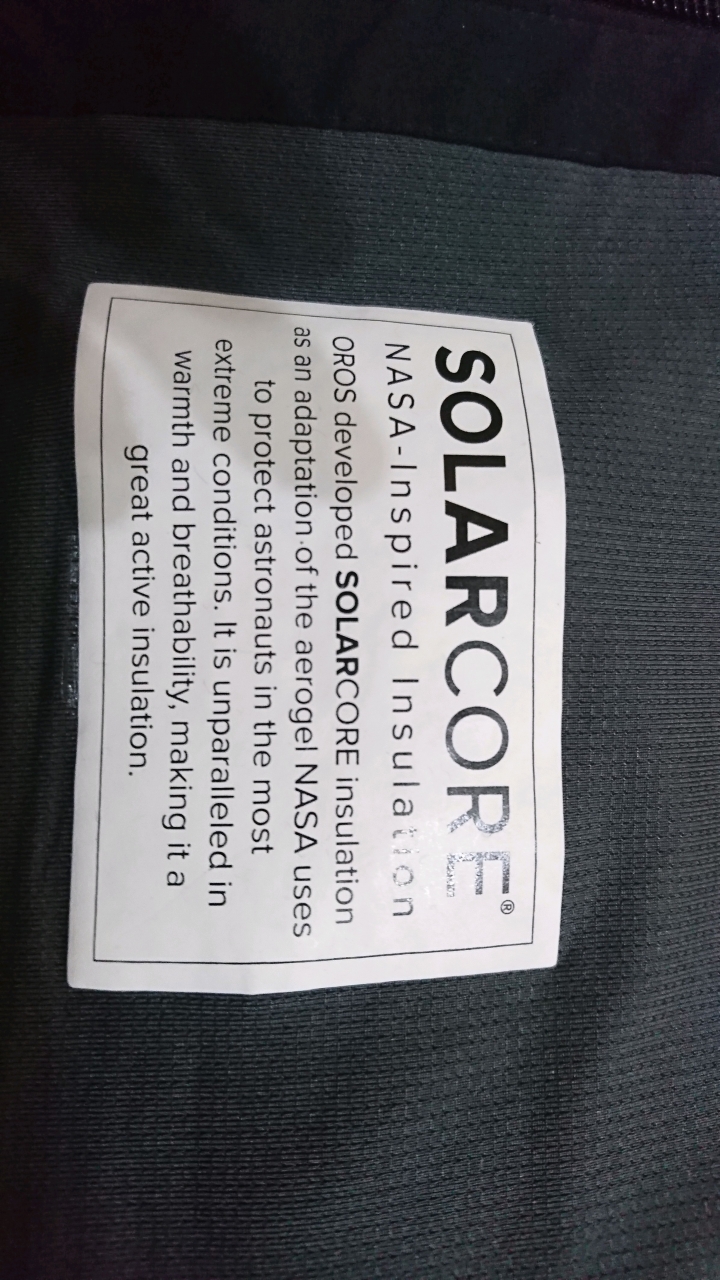 SOLARCORE®
NASA-Inspired Insulation
OROS developed SOLARCORE insulation
as an adaptation of the aerogel NASA uses
to protect astronauts in the most
extreme conditions. It is unparalleled in
warmth and breathability, making it a
great active insulation.